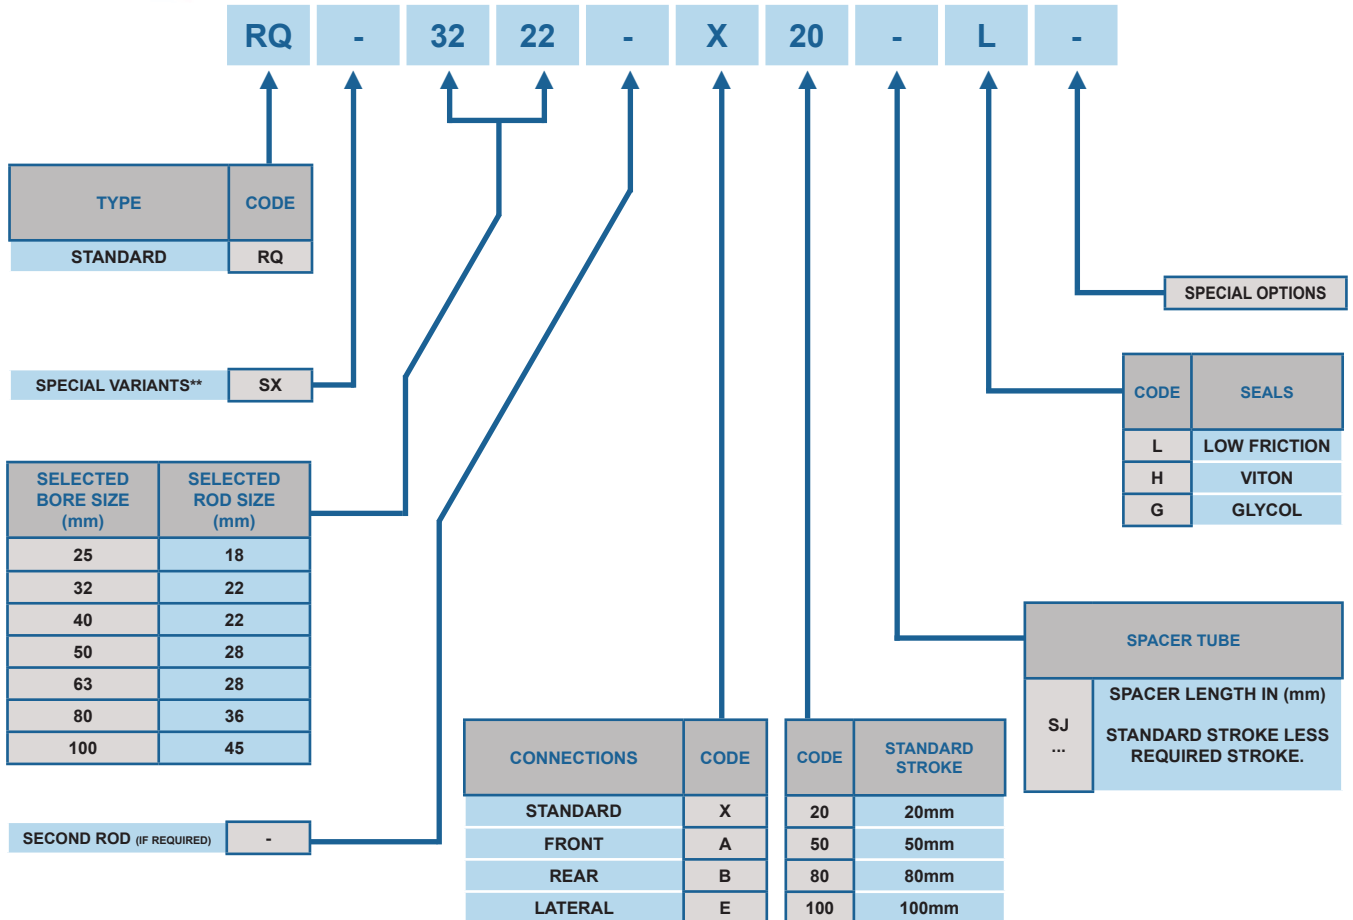 RQ - 32 22 - X 20 - L -
TYPE CODE
STANDARD RQ
SPECIAL VARIANTS** SX
SELECTED BORE SIZE (mm) SELECTED ROD SIZE (mm)
25 18
32 22
40 22
50 28
63 28
80 36
100 45
SECOND ROD (IF REQUIRED) -
CONNECTIONS CODE
STANDARD X
FRONT A
REAR B
LATERAL E
CODE STANDARD STROKE
20 20mm
50 50mm
80 80mm
100 100mm
SPECIAL OPTIONS
CODE SEALS
L LOW FRICTION
H VITON
G GLYCOL
SPACER TUBE
SJ ...
SPACER LENGTH IN (mm)
STANDARD STROKE LESS
REQUIRED STROKE.